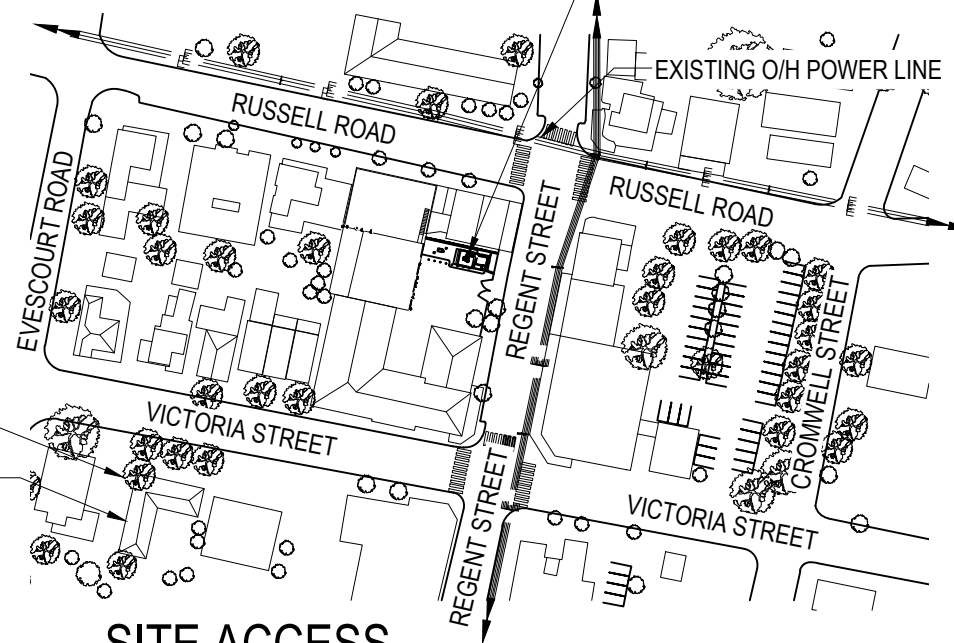 EXISTING O/H POWER LINE
RUSSELL ROAD
RUSSELL ROAD
EVESCOURT ROAD
REGENT STREET
CROMWELL STREET
VICTORIA STREET
VICTORIA STREET
REGENT STREET
SITE ACCESS